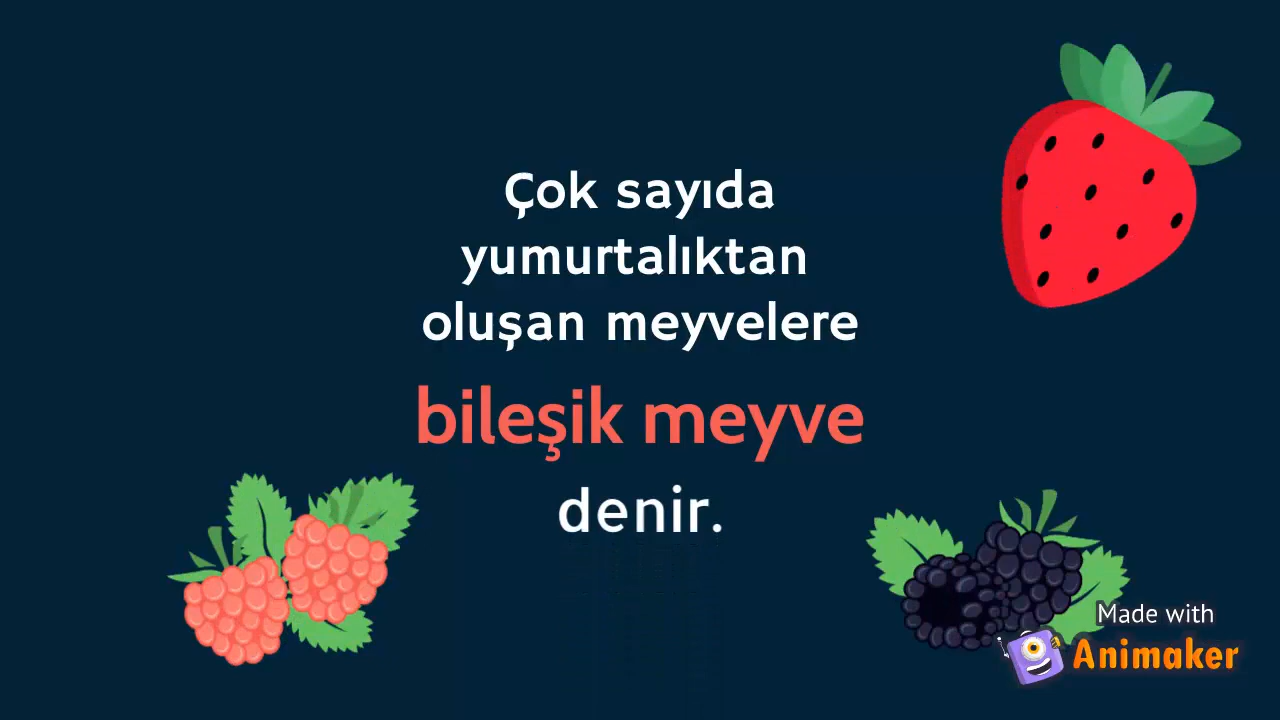 Çok sayıda
yumurtalıktan
oluşan meyvelere
bileşik meyve
denir.
Made with
Animaker